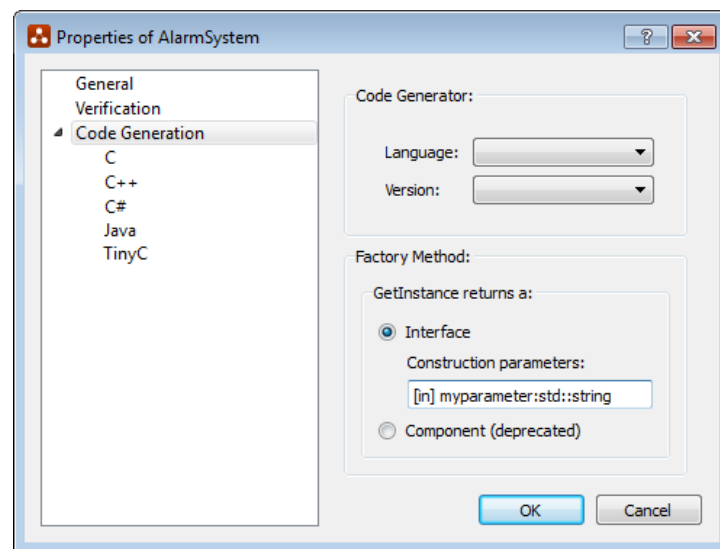 Properties of AlarmSystem
General
Verification
Code Generation
C
C++
C#
Java
TinyC
Code Generator:
Language:
Version:
Factory Method:
GetInstance returns a:
Interface
Construction parameters:
[in] myparameter:std::string
Component (deprecated)
OK
Cancel